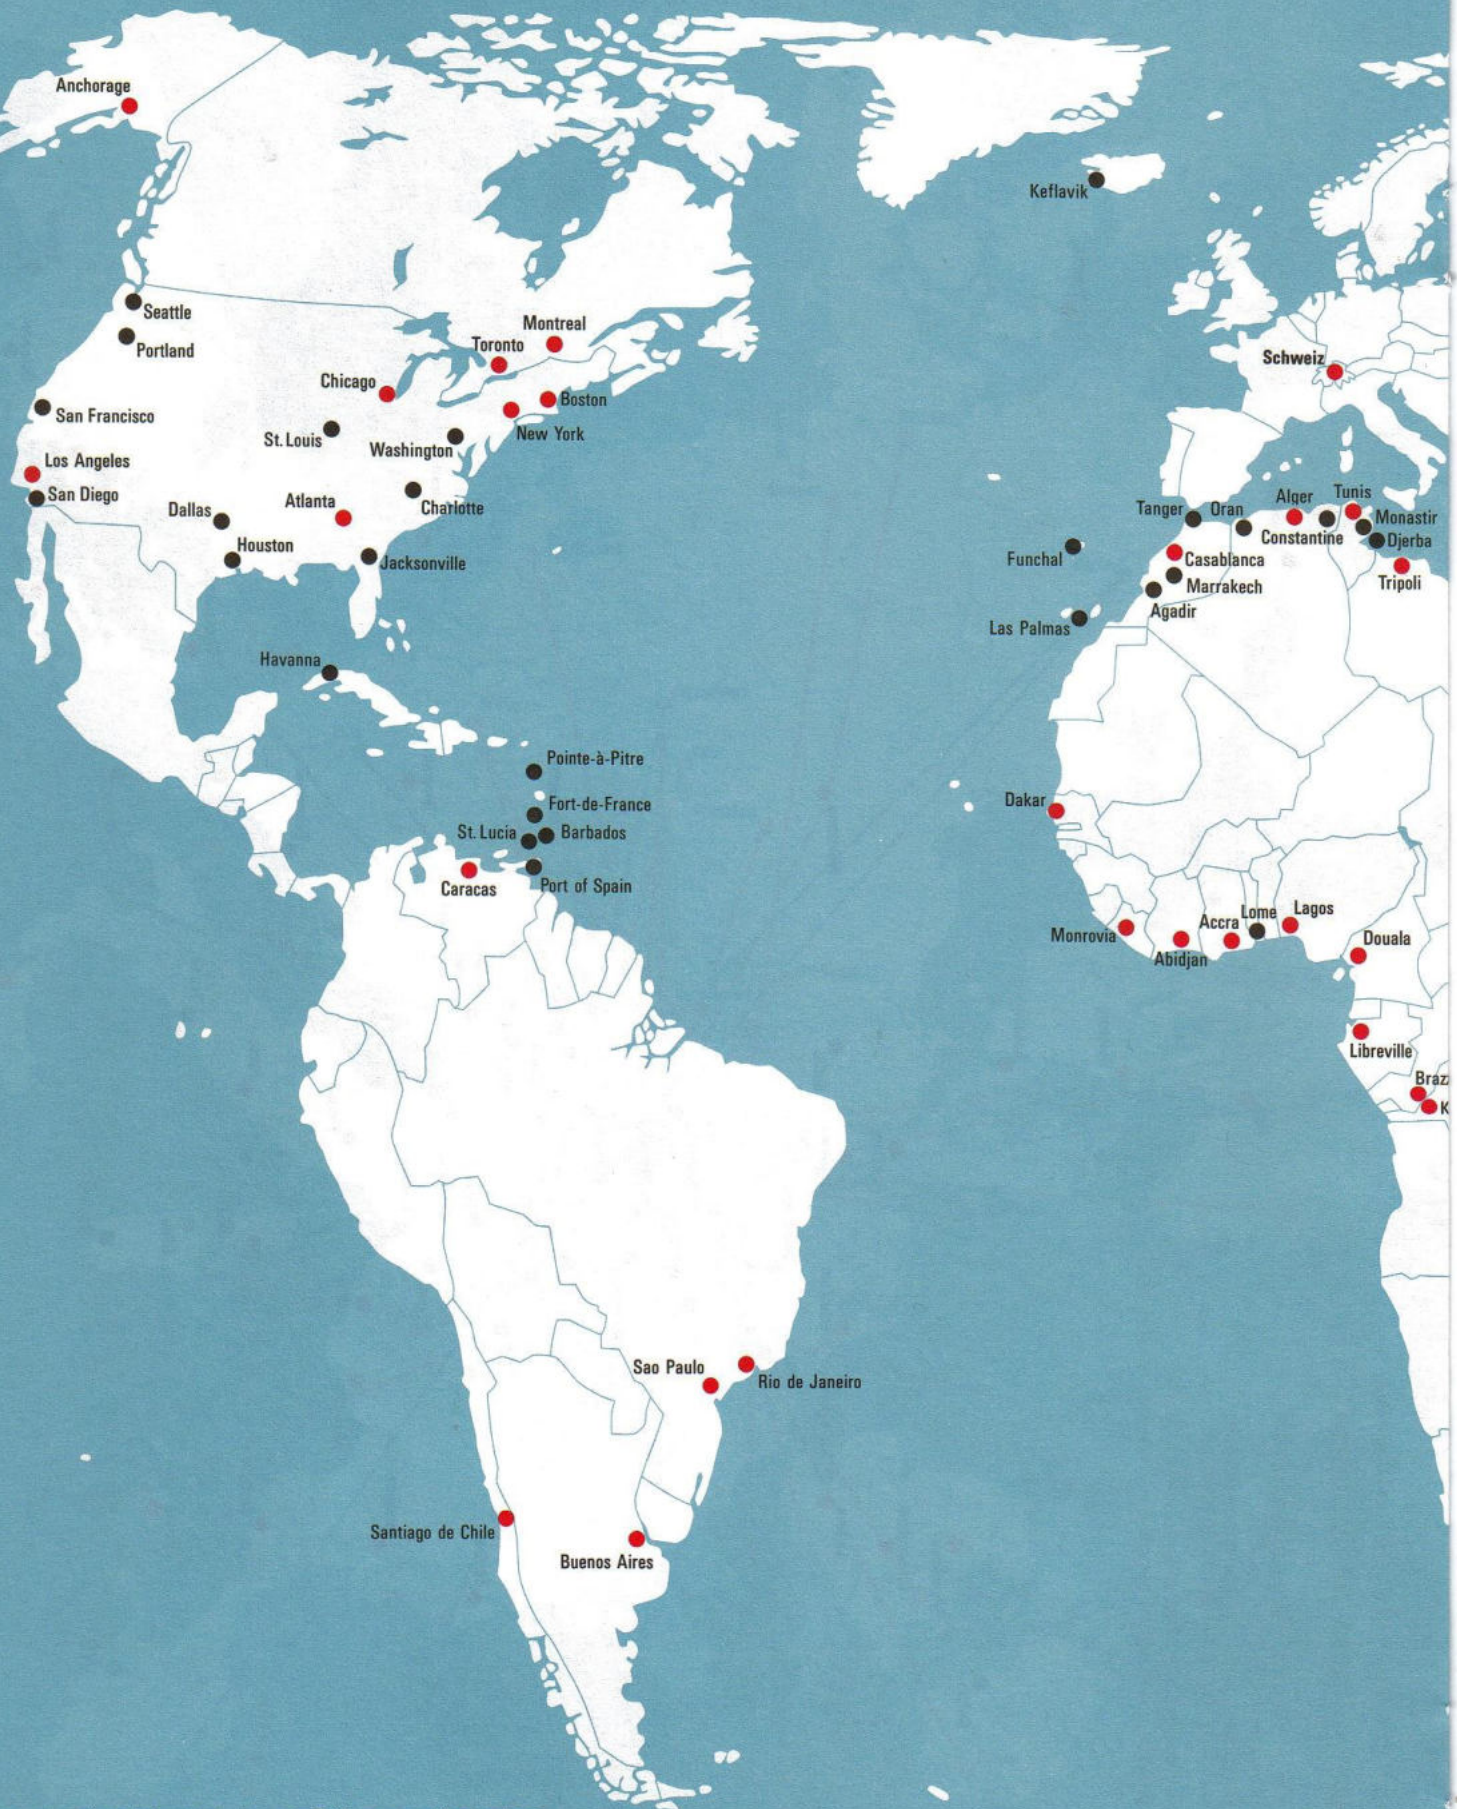 Anchorage
Keflavik
Seattle
Portland
Montreal
Toronto
Schweiz
Chicago
Boston
San Francisco
New York
St. Louis
Washington
Los Angeles
San Diego
Dallas
Atlanta
Charlotte
Houston
Jacksonville
Tanger
Oran
Alger
Tunis
Constantine
Monastir
Djerba
Funchal
Casablanca
Tripoli
Marrakech
Agadir
Las Palmas
Havanna
Pointe-à-Pitre
Fort-de-France
St. Lucia
Barbados
Dakar
Caracas
Port of Spain
Monrovia
Abidjan
Accra
Lome
Lagos
Douala
Libreville
Braz
K
Sao Paulo
Rio de Janeiro
Santiago de Chile
Buenos Aires